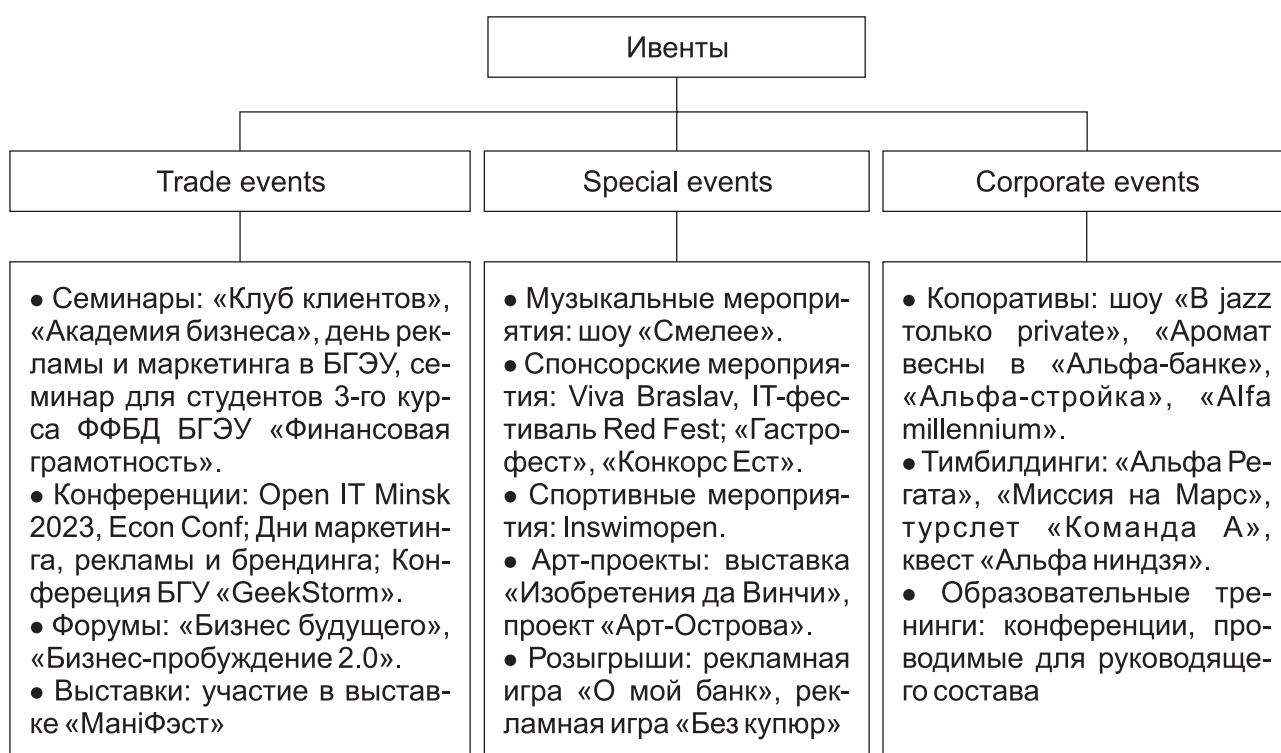 Ивенты
Trade events
Special events
Corporate events
• Семинары: «Клуб клиентов»,
«Академия бизнеса», день рек-
ламы и маркетинга в БГЭУ, се-
минар для студентов 3-го кур-
са ФФБД БГЭУ «Финансовая
грамотность».
• Конференции: Open IT Minsk
2023, Econ Conf; Дни маркетин-
га, рекламы и брендинга; Кон-
фереция БГУ «GeekStorm».
• Форумы: «Бизнес будущего»,
«Бизнес-пробуждение 2.0».
• Выставки: участие в выстав-
ке «МанiФэст»
• Музыкальные меропри-
ятия: шоу «Смелее».
• Спонсорские мероприя-
тия: Viva Braslav, IT-фес-
тиваль Red Fest; «Гастро-
фест», «Конкорс Ест».
• Спортивные мероприя-
тия: Inswimopen.
• Арт-проекты: выставка
«Изобретения да Винчи»,
проект «Арт-Острова».
• Розыгрыши: рекламная
игра «О мой банк», рек-
ламная игра «Без купюр»
• Копоративы: шоу «В jazz
только private», «Аромат
весны в «Альфа-банке»,
«Альфа-стройка», «Alfa
millennium».
• Тимбилдинги: «Альфа Ре-
гата», «Миссия на Марс»,
турслет «Команда А»,
квест «Альфа ниндзя».
• Образовательные тре-
нинги: конференции, про-
водимые для руководяще-
го состава